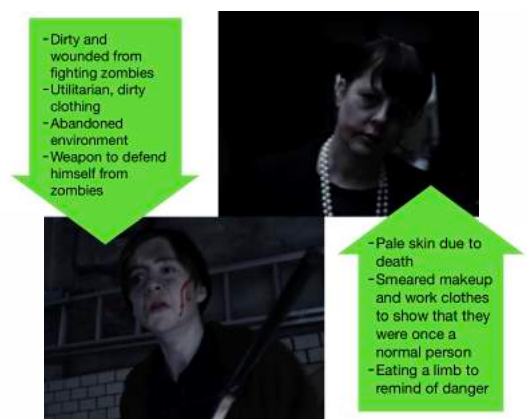 - Dirty and
wounded from
fighting zombies
- Utilitarian, dirty
clothing
- Abandoned
environment
- Weapon to defend
himself from
zombies
- Pale skin due to
death
- Smeared makeup
and work clothes
to show that they
were once a
normal person
- Eating a limb to
remind of danger